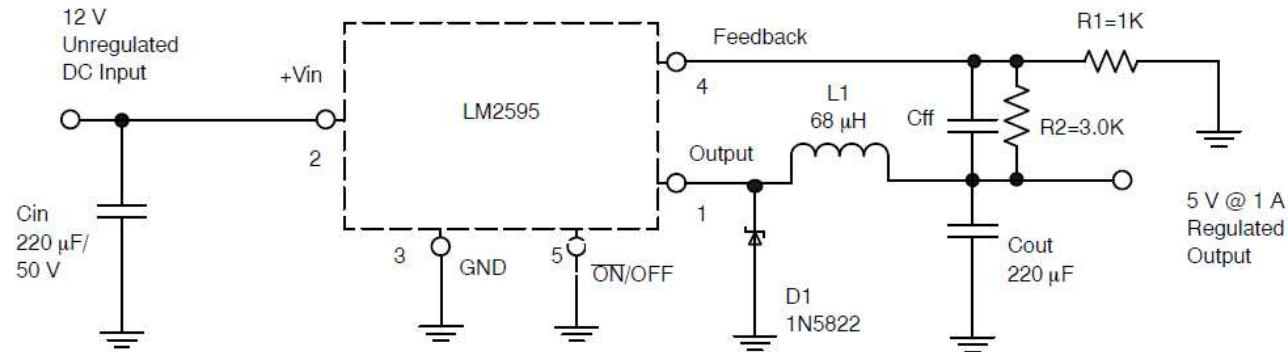 12 V
Unregulated
DC Input
+Vin
2
Cin
220 μF/
50 V
LM2595
3
GND
5
ON/OFF
Feedback
4
Output
1
L1
68 μH
D1
1N5822
Cff
R2=3.0K
R1=1K
Cout
220 μF
5 V @ 1 A
Regulated
Output